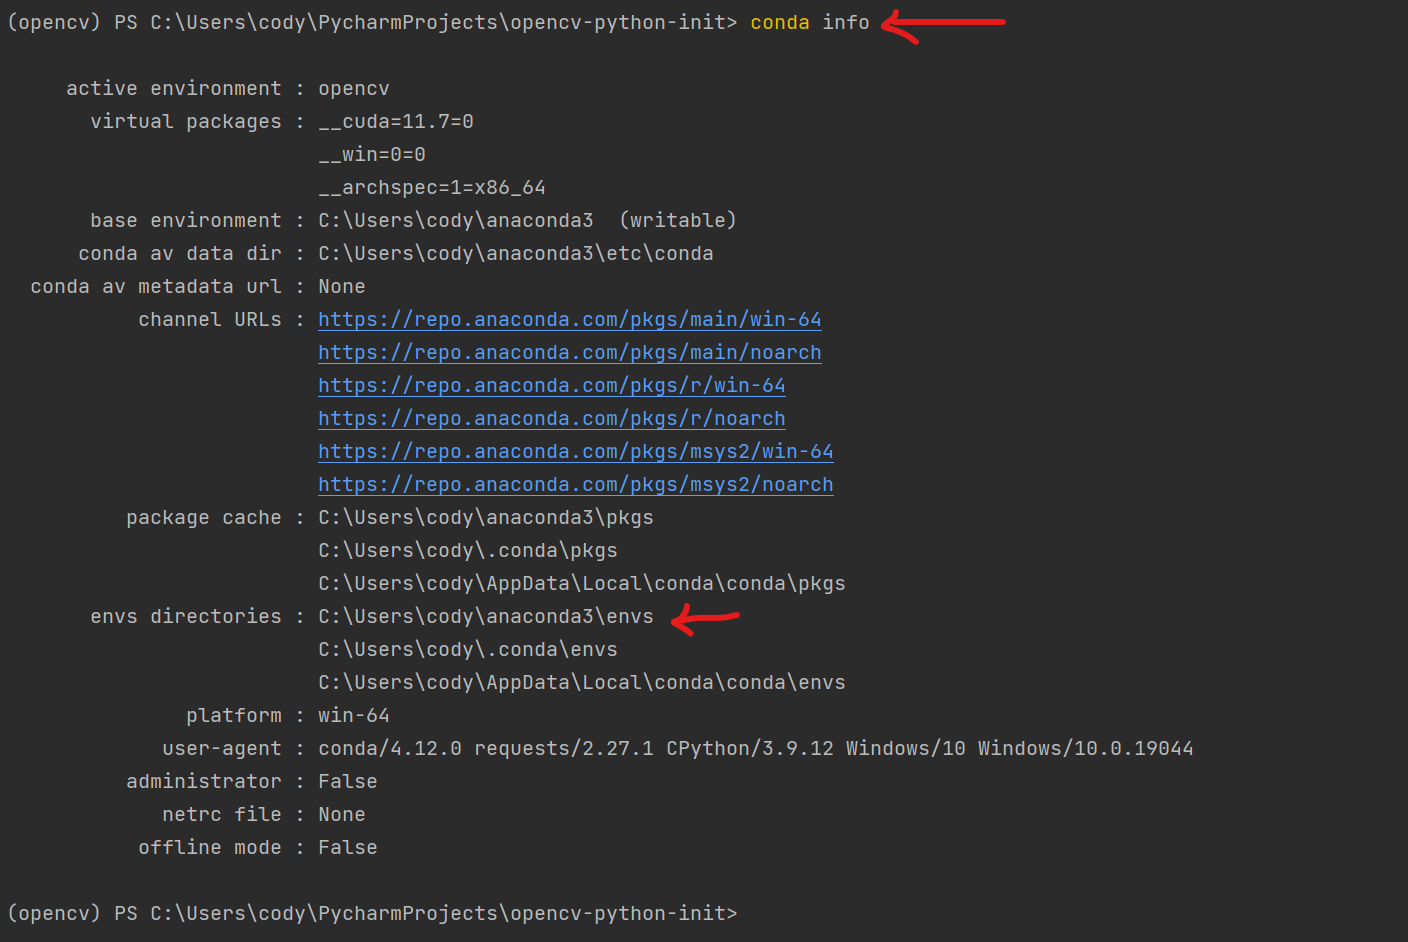 (opencv) PS C:\Users\cody\PycharmProjects\opencv-python-init> conda info
active environment : opencv
virtual packages : __cuda=11.7=0
__win=0=0
__archspec=1=x86_64
base environment : C:\Users\cody\anaconda3  (writable)
conda av data dir : C:\Users\cody\anaconda3\etc\conda
conda av metadata url : None
channel URLs : https://repo.anaconda.com/pkgs/main/win-64
https://repo.anaconda.com/pkgs/main/noarch
https://repo.anaconda.com/pkgs/r/win-64
https://repo.anaconda.com/pkgs/r/noarch
https://repo.anaconda.com/pkgs/msys2/win-64
https://repo.anaconda.com/pkgs/msys2/noarch
package cache : C:\Users\cody\anaconda3\pkgs
C:\Users\cody\.conda\pkgs
C:\Users\cody\AppData\Local\conda\conda\pkgs
envs directories : C:\Users\cody\anaconda3\envs
C:\Users\cody\.conda\envs
C:\Users\cody\AppData\Local\conda\conda\envs
platform : win-64
user-agent : conda/4.12.0 requests/2.27.1 CPython/3.9.12 Windows/10 Windows/10.0.19044
administrator : False
netrc file : None
offline mode : False
(opencv) PS C:\Users\cody\PycharmProjects\opencv-python-init>